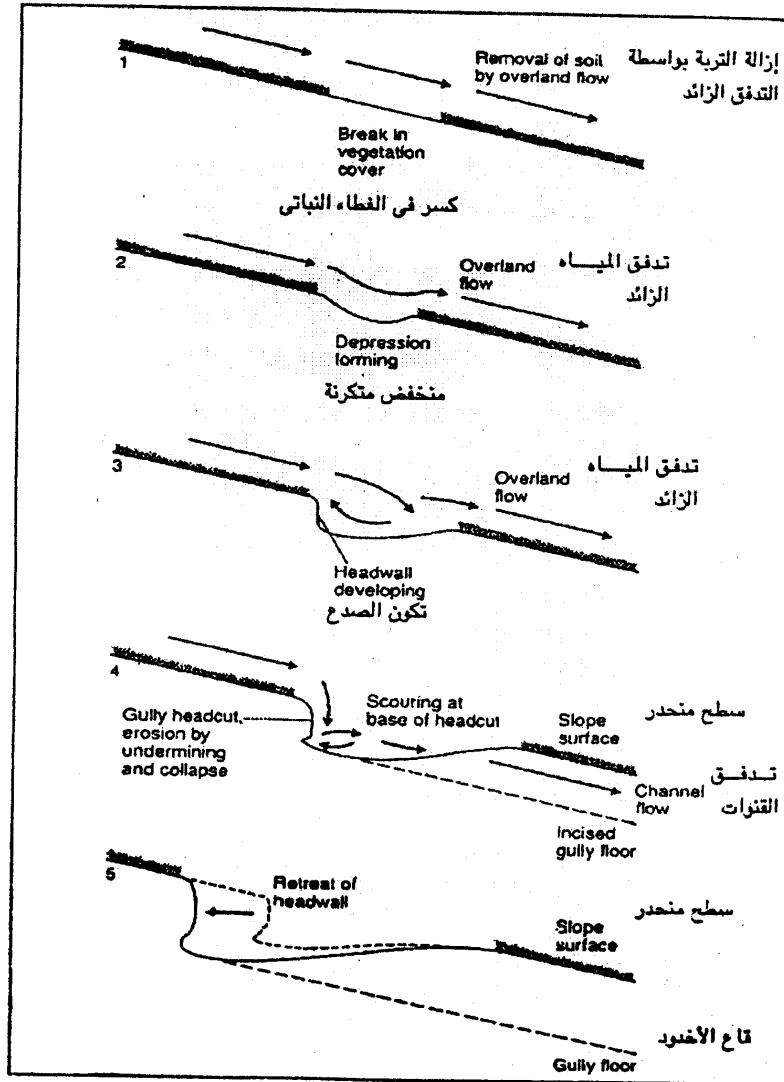 1
Removal of soil
by overland flow
إزالة التربة بواسطة
التدفق الزائد
Break in
vegetation
cover
كسر فى الغطاء النباتى
2
Overland
flow
تدفق المياه
الزائد
Depression
forming
منخفض متكرنة
3
Overland
flow
تدفق المياه
الزائد
Headwall
developing
تكون الصدع
4
Gully headcut,
erosion by
undermining
and collapse
Scouring at
base of headcut
Slope
surface
سطح منحدر
Channel
flow
تدفق
القنوات
Incised
gully floor
5
Retreat of
headwall
Slope
surface
سطح منحدر
قاع الأخدود
Gully floor